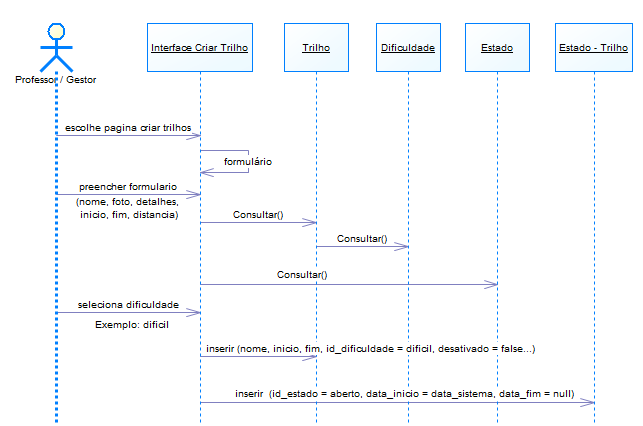 Interface Criar Trilho
Trilho
Dificuldade
Estado
Estado - Trilho
Professor / Gestor
escolhe pagina criar trilhos
formulário
preencher formulario
(nome, foto, detalhes,
inicio, fim, distancia)
Consultar()
Consultar()
Consultar()
seleciona dificuldade
Exemplo: dificil
inserir (nome, inicio, fim, id_dificuldade = dificil, desativado = false...)
inserir (id_estado = aberto, data_inicio = data_sistema, data_fim = null)